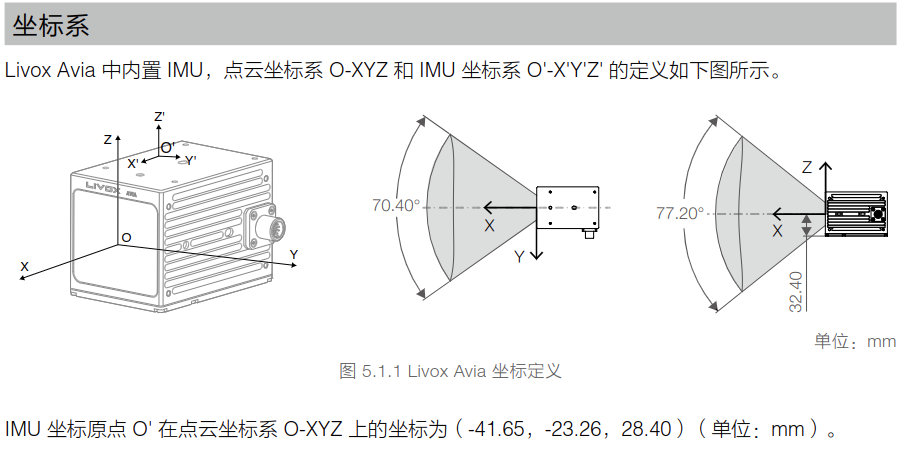 坐标系
Livox Avia 中内置 IMU，点云坐标系 O-XYZ 和 IMU 坐标系 O'-X'Y'Z' 的定义如下图所示。
Z'
Z
O'
X'
Y'
LIVOX AVIA
O
X
Y
70.40°
X
Y
77.20°
Z
X
32.40
单位：mm
图 5.1.1 Livox Avia 坐标定义
IMU 坐标原点 O' 在点云坐标系 O-XYZ 上的坐标为（-41.65，-23.26，28.40）（单位：mm）。